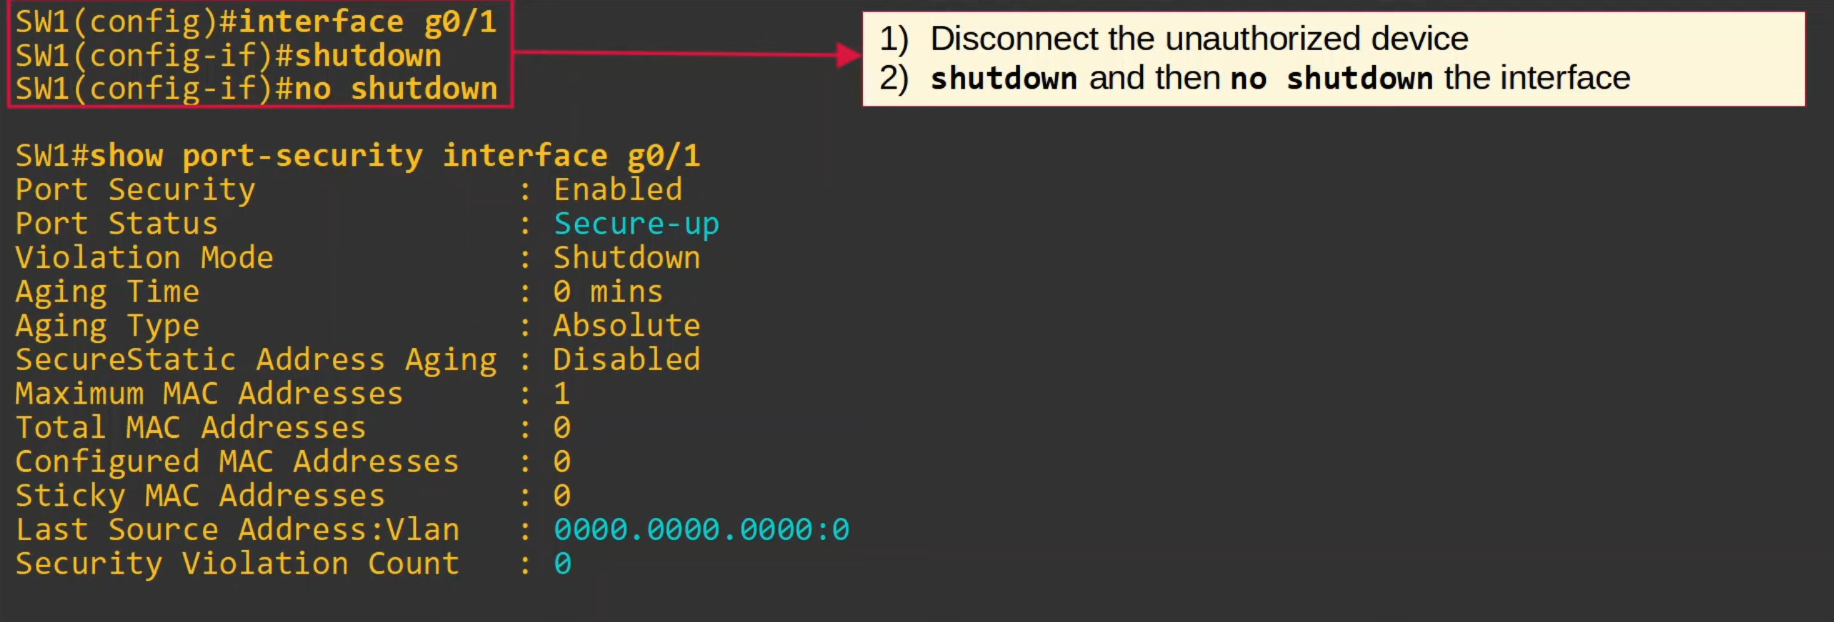 SW1(config)#interface g0/1
SW1(config-if)#shutdown
SW1(config-if)#no shutdown
1) Disconnect the unauthorized device
2) shutdown and then no shutdown the interface
SW1#show port-security interface g0/1
Port Security : Enabled
Port Status : Secure-up
Violation Mode : Shutdown
Aging Time : 0 mins
Aging Type : Absolute
SecureStatic Address Aging : Disabled
Maximum MAC Addresses : 1
Total MAC Addresses : 0
Configured MAC Addresses : 0
Sticky MAC Addresses : 0
Last Source Address:Vlan : 0000.0000.0000:0
Security Violation Count : 0